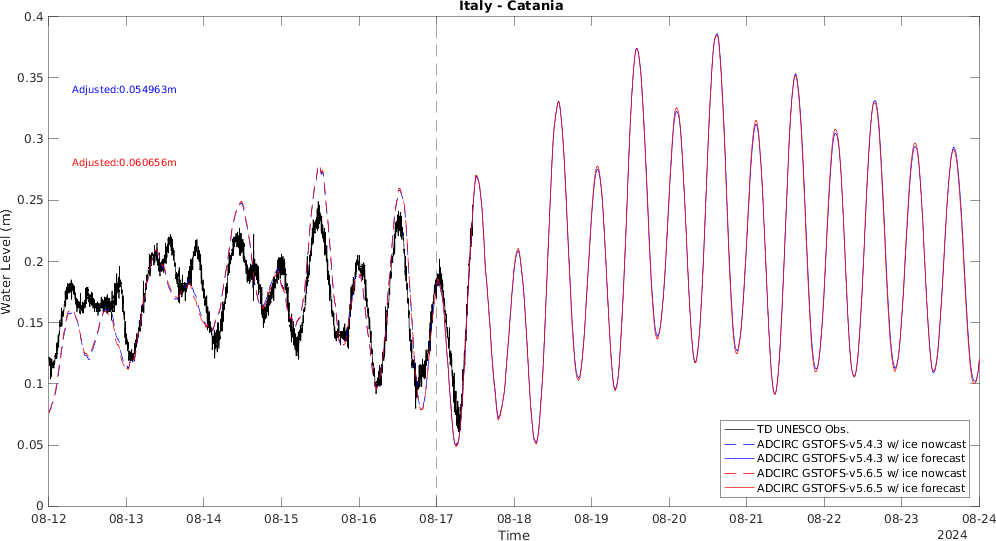 Italy - Catania
Water Level (m)
0.4
0.35
0.3
0.25
0.2
0.15
0.1
0.05
0
Adjusted:0.054963m
Adjusted:0.060656m
TD UNESCO Obs.
ADCIRC GSTOFS-v5.4.3 w/ ice nowcast
ADCIRC GSTOFS-v5.4.3 w/ ice forecast
ADCIRC GSTOFS-v5.6.5 w/ ice nowcast
ADCIRC GSTOFS-v5.6.5 w/ ice forecast
08-12 08-13 08-14 08-15 08-16 08-17 08-18 08-19 08-20 08-21 08-22 08-23 08-24
Time
2024